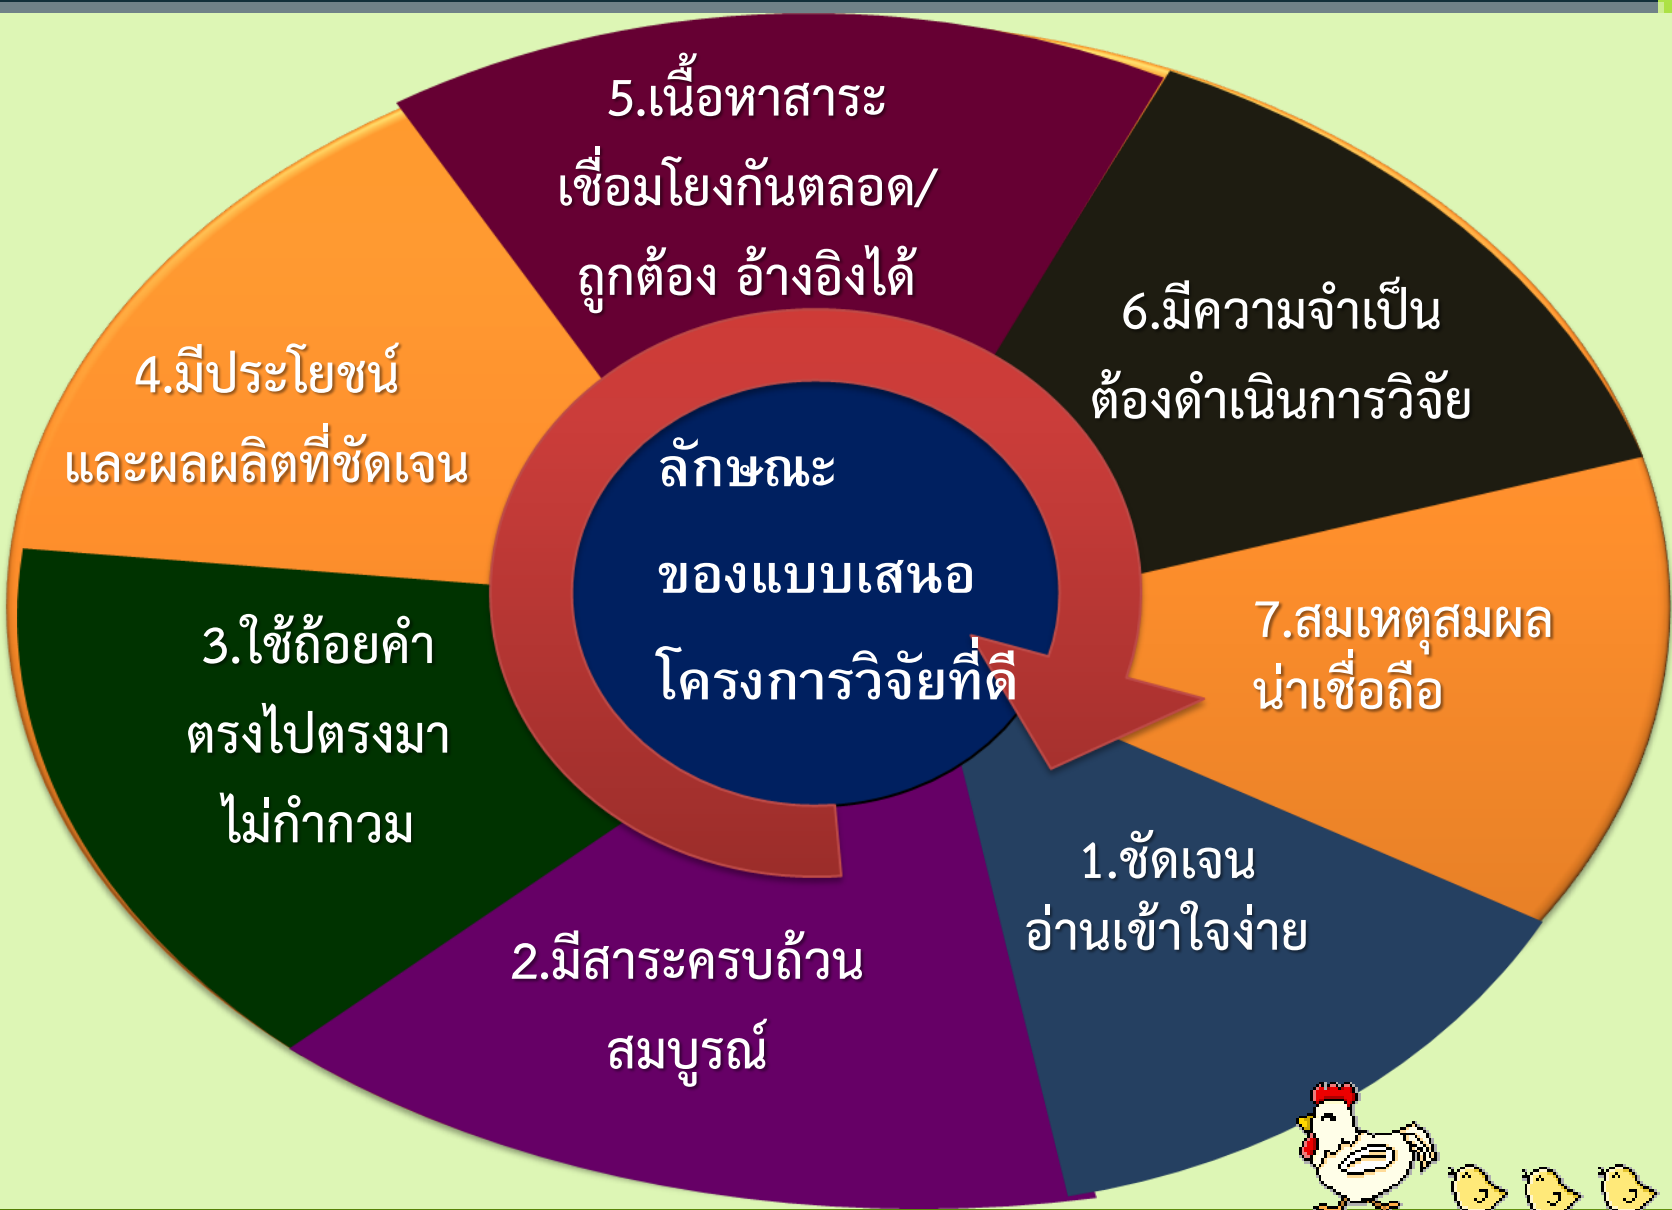 5.เนื้อหาสาระ
เชื่อมโยงกันตลอด/
ถูกต้อง อ้างอิงได้
6.มีความจำเป็น
ต้องดำเนินการวิจัย
4.มีประโยชน์
และผลผลิตที่ชัดเจน
ลักษณะ
ของแบบเสนอ
โครงการวิจัยที่ดี
7.สมเหตุสมผล
น่าเชื่อถือ
3.ใช้ถ้อยคำ
ตรงไปตรงมา
ไม่กำกวม
1.ชัดเจน
อ่านเข้าใจง่าย
2.มีสาระครบถ้วน
สมบูรณ์